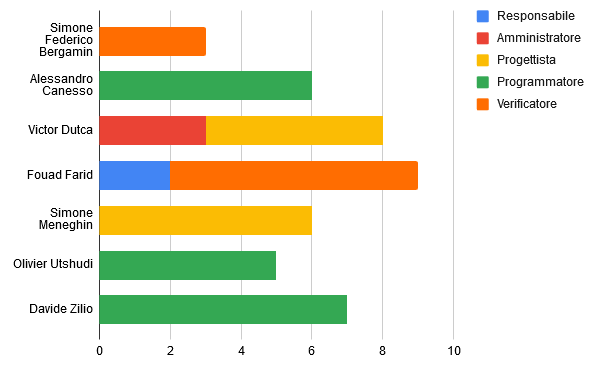 Simone
Federico
Bergamin
Alessandro
Canesso
Victor Dutca
Fouad Farid
Simone
Meneghin
Olivier Utshudi
Davide Zilio
0 2 4 6 8 10
Responsabile
Amministratore
Progettista
Programmatore
Verificatore